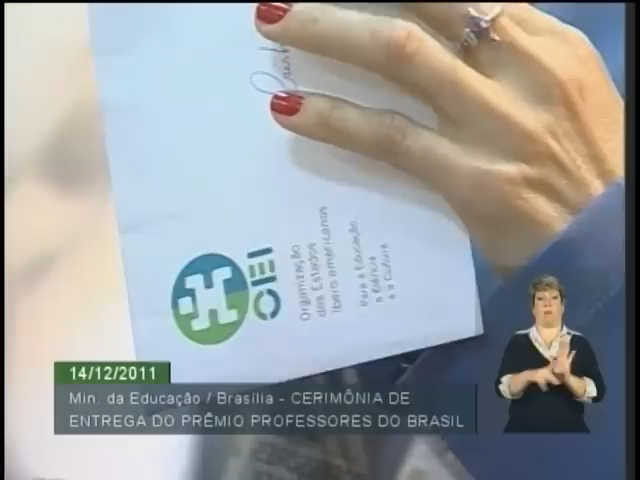 OEI
Organização
dos Estados
Ibero-americanos
Para a Educação,
a Ciência
e a Cultura
14/12/2011
Min. da Educação / Brasília - CERIMÔNIA DE
ENTREGA DO PRÊMIO PROFESSORES DO BRASIL